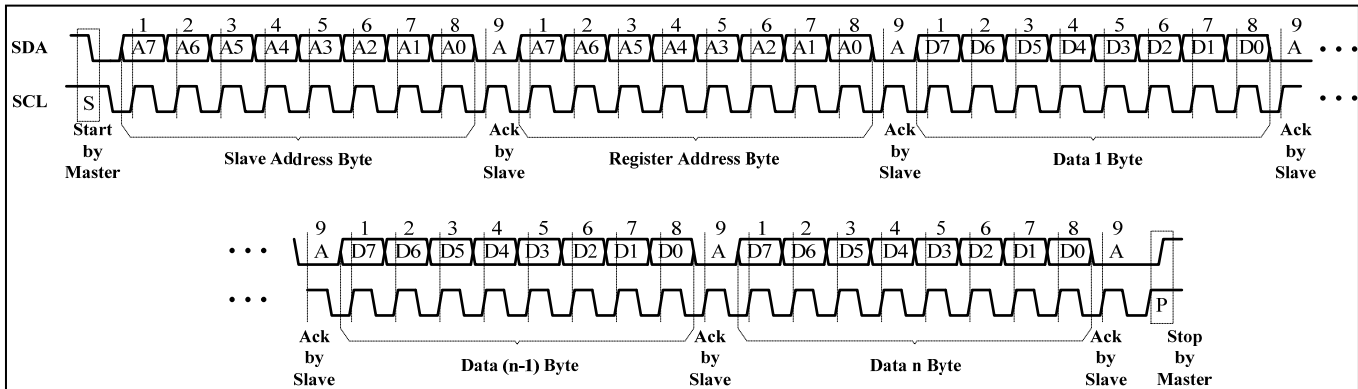 1 2 3 4 5 6 7 8 9 1 2 3 4 5 6 7 8 9 1 2 3 4 5 6 7 8 9
SDA A7 A6 A5 A4 A3 A2 A1 A0 A A7 A6 A5 A4 A3 A2 A1 A0 A D7 D6 D5 D4 D3 D2 D1 D0 A • • •
SCL S • • •
Start by Master
Slave Address Byte
Ack by Slave
Register Address Byte
Ack by Slave
Data 1 Byte
Ack by Slave
9 1 2 3 4 5 6 7 8 9 1 2 3 4 5 6 7 8 9
• • • A D7 D6 D5 D4 D3 D2 D1 D0 A D7 D6 D5 D4 D3 D2 D1 D0 A
• • • P
Ack by Slave
Data (n-1) Byte
Ack by Slave
Data n Byte
Ack by Slave
Stop by Master